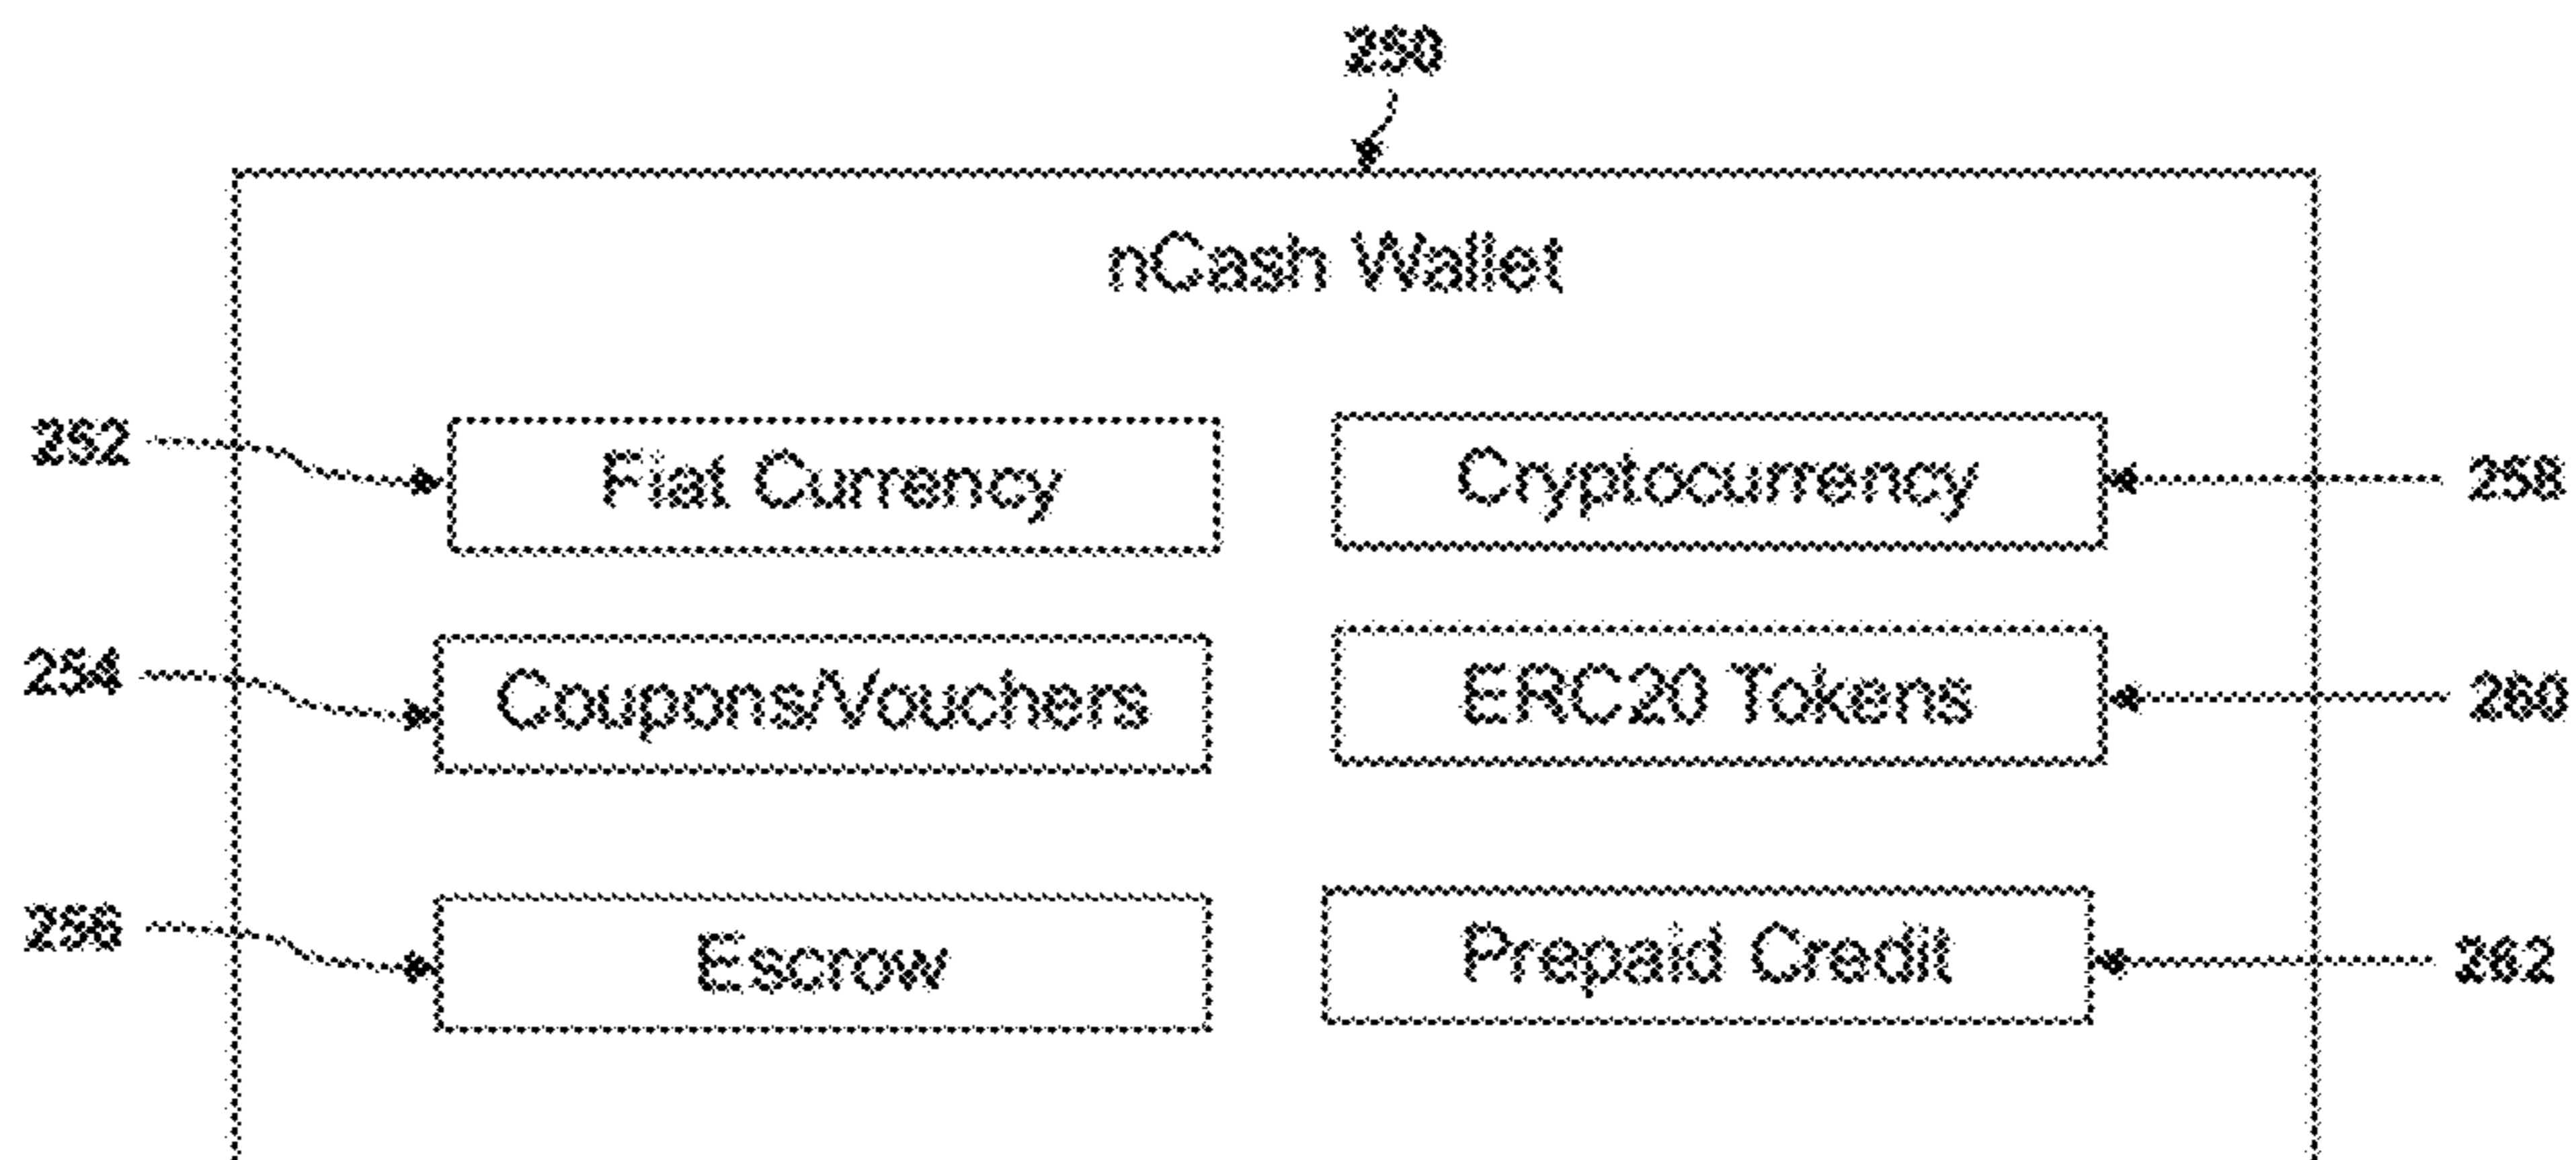 250
nCash Wallet
252 Fiat Currency Cryptocurrency 258
254 Coupons/Vouchers ERC20 Tokens 260
256 Escrow Prepaid Credit 262